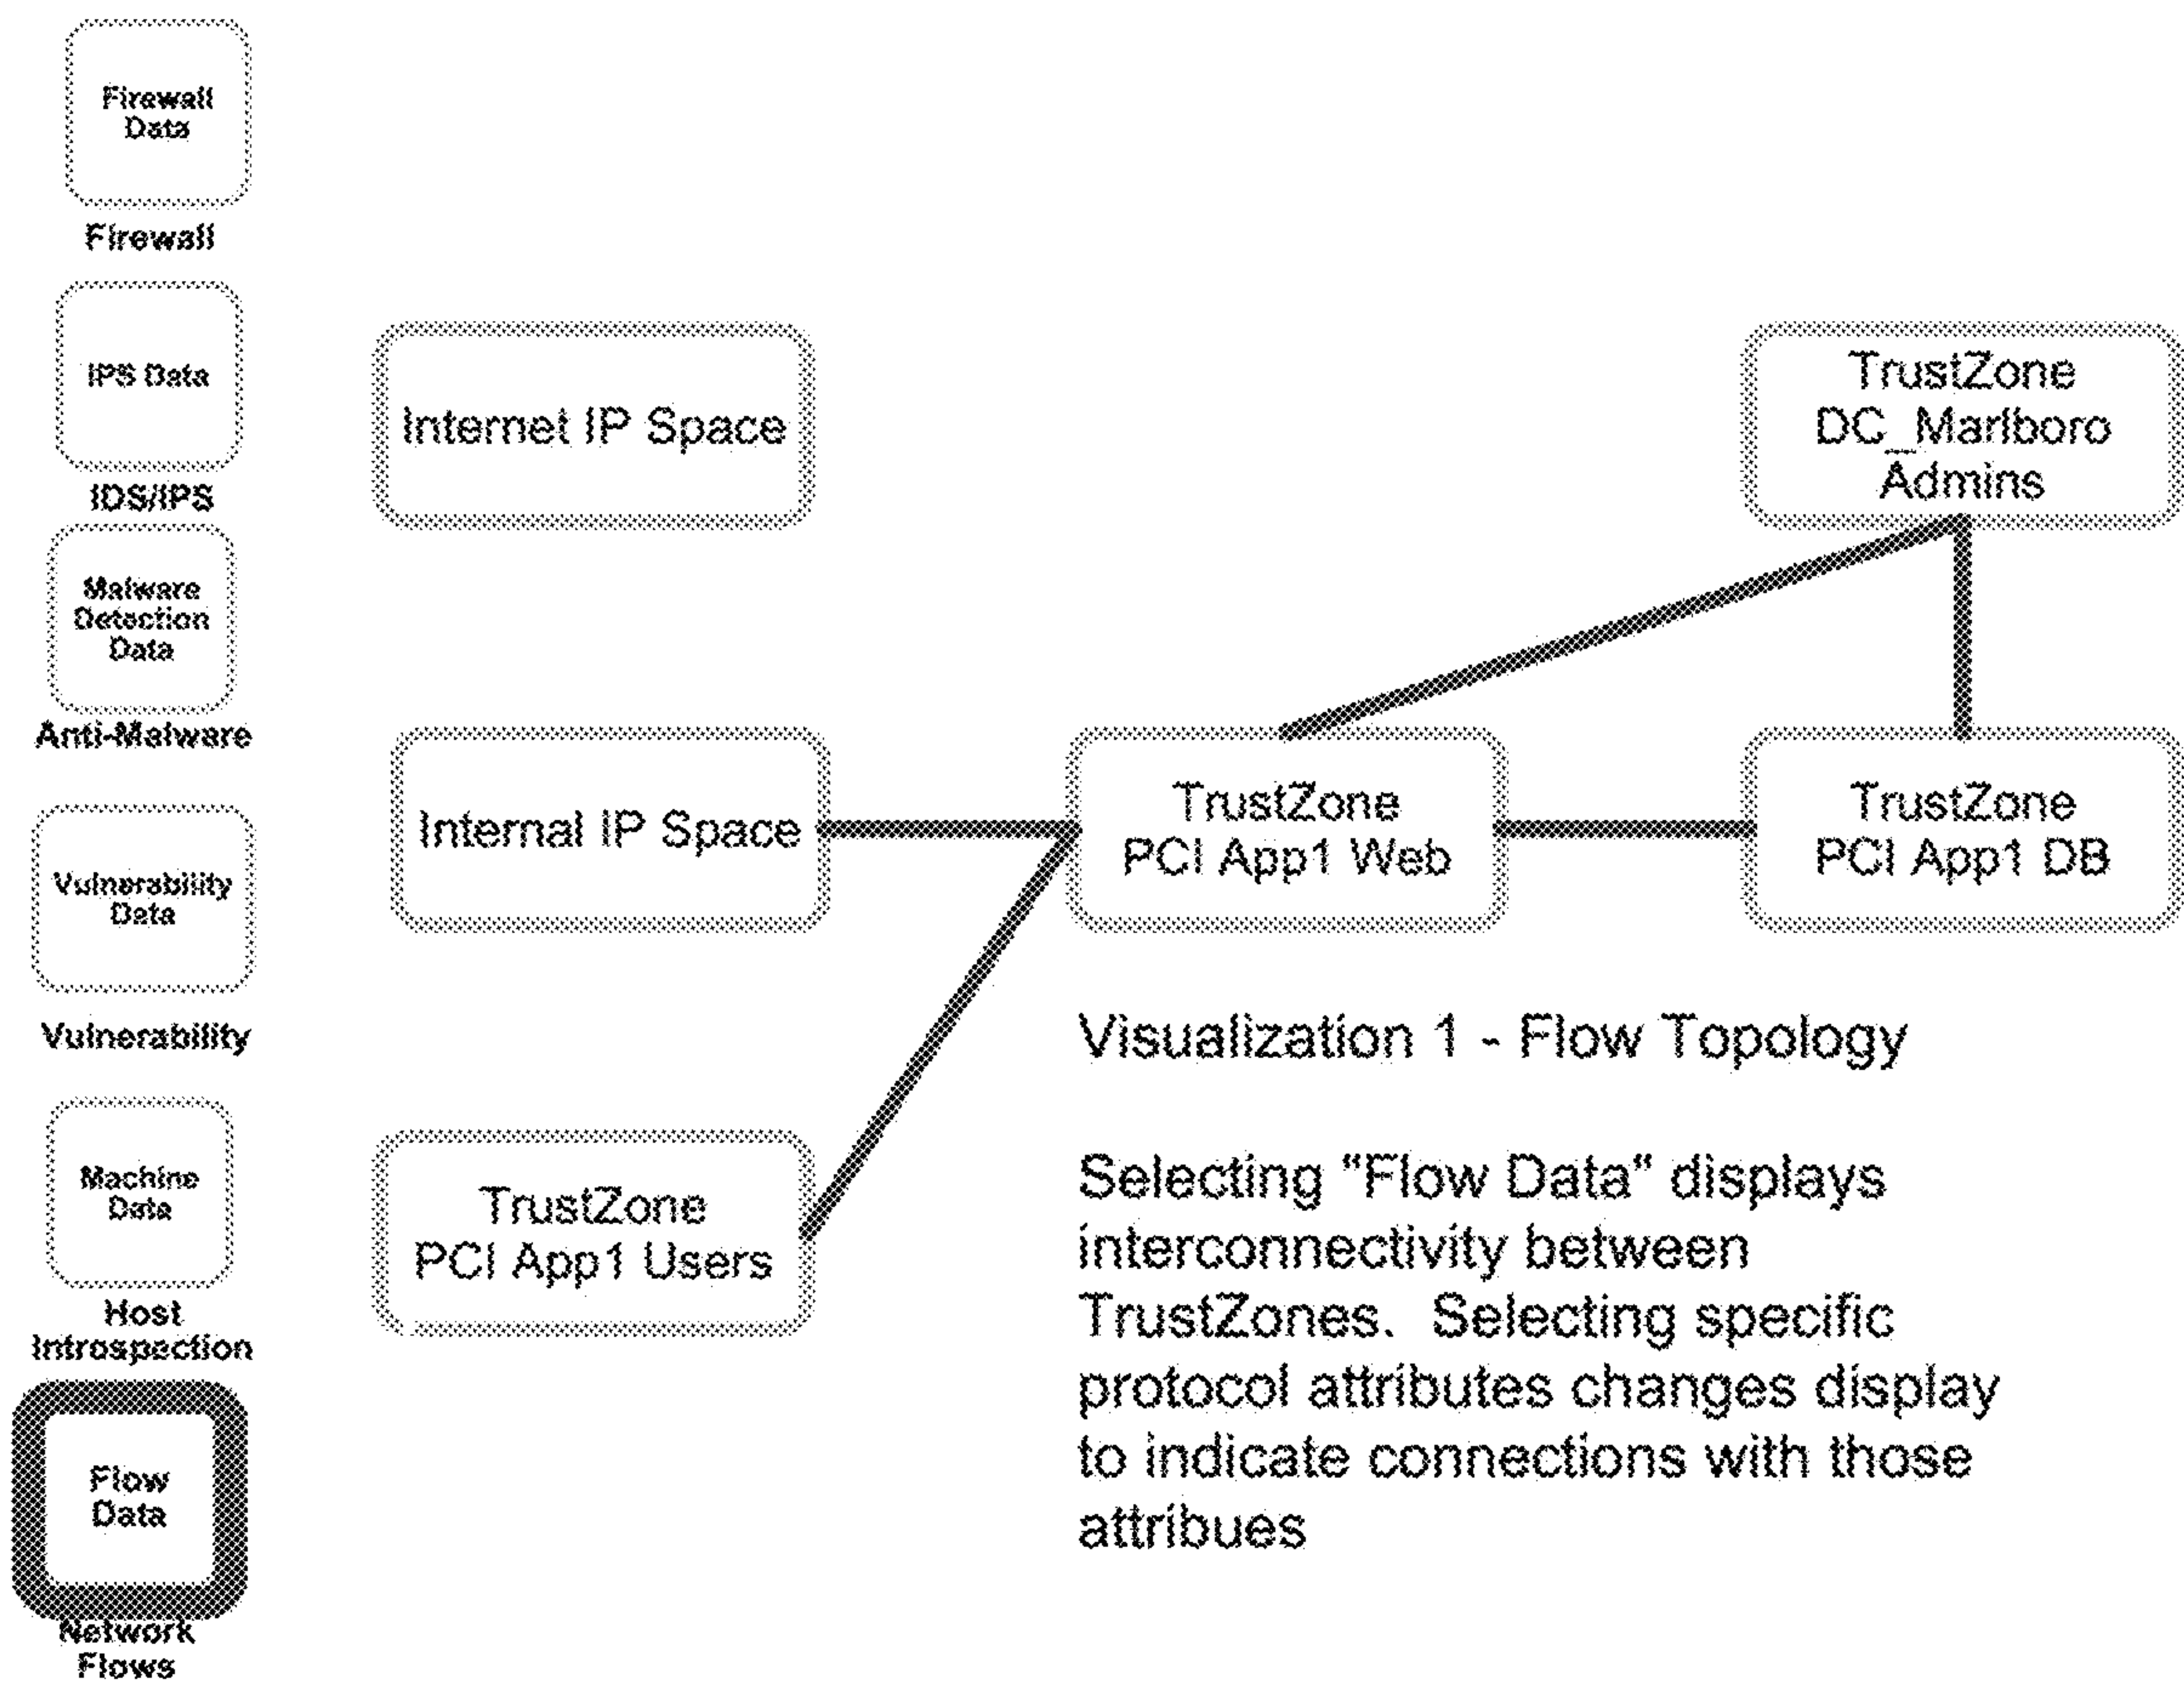 Firewall
Data
Firewall
IPS Data
IDS/IPS
Malware
Detection
Data
Anti-Malware
Vulnerability
Data
Vulnerability
Machine
Data
Host
Introspection
Flow
Data
Network
Flows
Internet IP Space
TrustZone
DC_Marlboro
Admins
Internal IP Space
TrustZone
PCI App1 Web
TrustZone
PCI App1 DB
TrustZone
PCI App1 Users
Visualization 1 - Flow Topology
Selecting "Flow Data" displays
interconnectivity between
TrustZones.  Selecting specific
protocol attributes changes display
to indicate connections with those
attribues